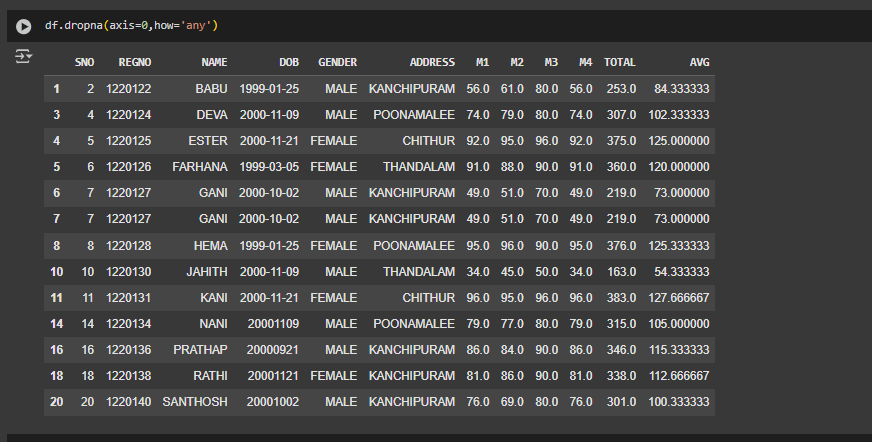 df.dropna(axis=0,how='any')
SNO REGNO NAME DOB GENDER ADDRESS M1 M2 M3 M4 TOTAL AVG
1 2 1220122 BABU 1999-01-25 MALE KANCHIPURAM 56.0 61.0 80.0 56.0 253.0 84.333333
3 4 1220124 DEVA 2000-11-09 MALE POONAMALEE 74.0 79.0 80.0 74.0 307.0 102.333333
4 5 1220125 ESTER 2000-11-21 FEMALE CHITHUR 92.0 95.0 96.0 92.0 375.0 125.000000
5 6 1220126 FARHANA 1999-03-05 FEMALE THANDALAM 91.0 88.0 90.0 91.0 360.0 120.000000
6 7 1220127 GANI 2000-10-02 MALE KANCHIPURAM 49.0 51.0 70.0 49.0 219.0 73.000000
7 7 1220127 GANI 2000-10-02 MALE KANCHIPURAM 49.0 51.0 70.0 49.0 219.0 73.000000
8 8 1220128 HEMA 1999-01-25 FEMALE POONAMALEE 95.0 96.0 90.0 95.0 376.0 125.333333
10 10 1220130 JAHITH 2000-11-09 MALE THANDALAM 34.0 45.0 50.0 34.0 163.0 54.333333
11 11 1220131 KANI 2000-11-21 FEMALE CHITHUR 96.0 95.0 96.0 96.0 383.0 127.666667
14 14 1220134 NANI 20001109 MALE POONAMALEE 79.0 77.0 80.0 79.0 315.0 105.000000
16 16 1220136 PRATHAP 20000921 MALE KANCHIPURAM 86.0 84.0 90.0 86.0 346.0 115.333333
18 18 1220138 RATHI 20001121 FEMALE KANCHIPURAM 81.0 86.0 90.0 81.0 338.0 112.666667
20 20 1220140 SANTHOSH 20001002 MALE KANCHIPURAM 76.0 69.0 80.0 76.0 301.0 100.333333